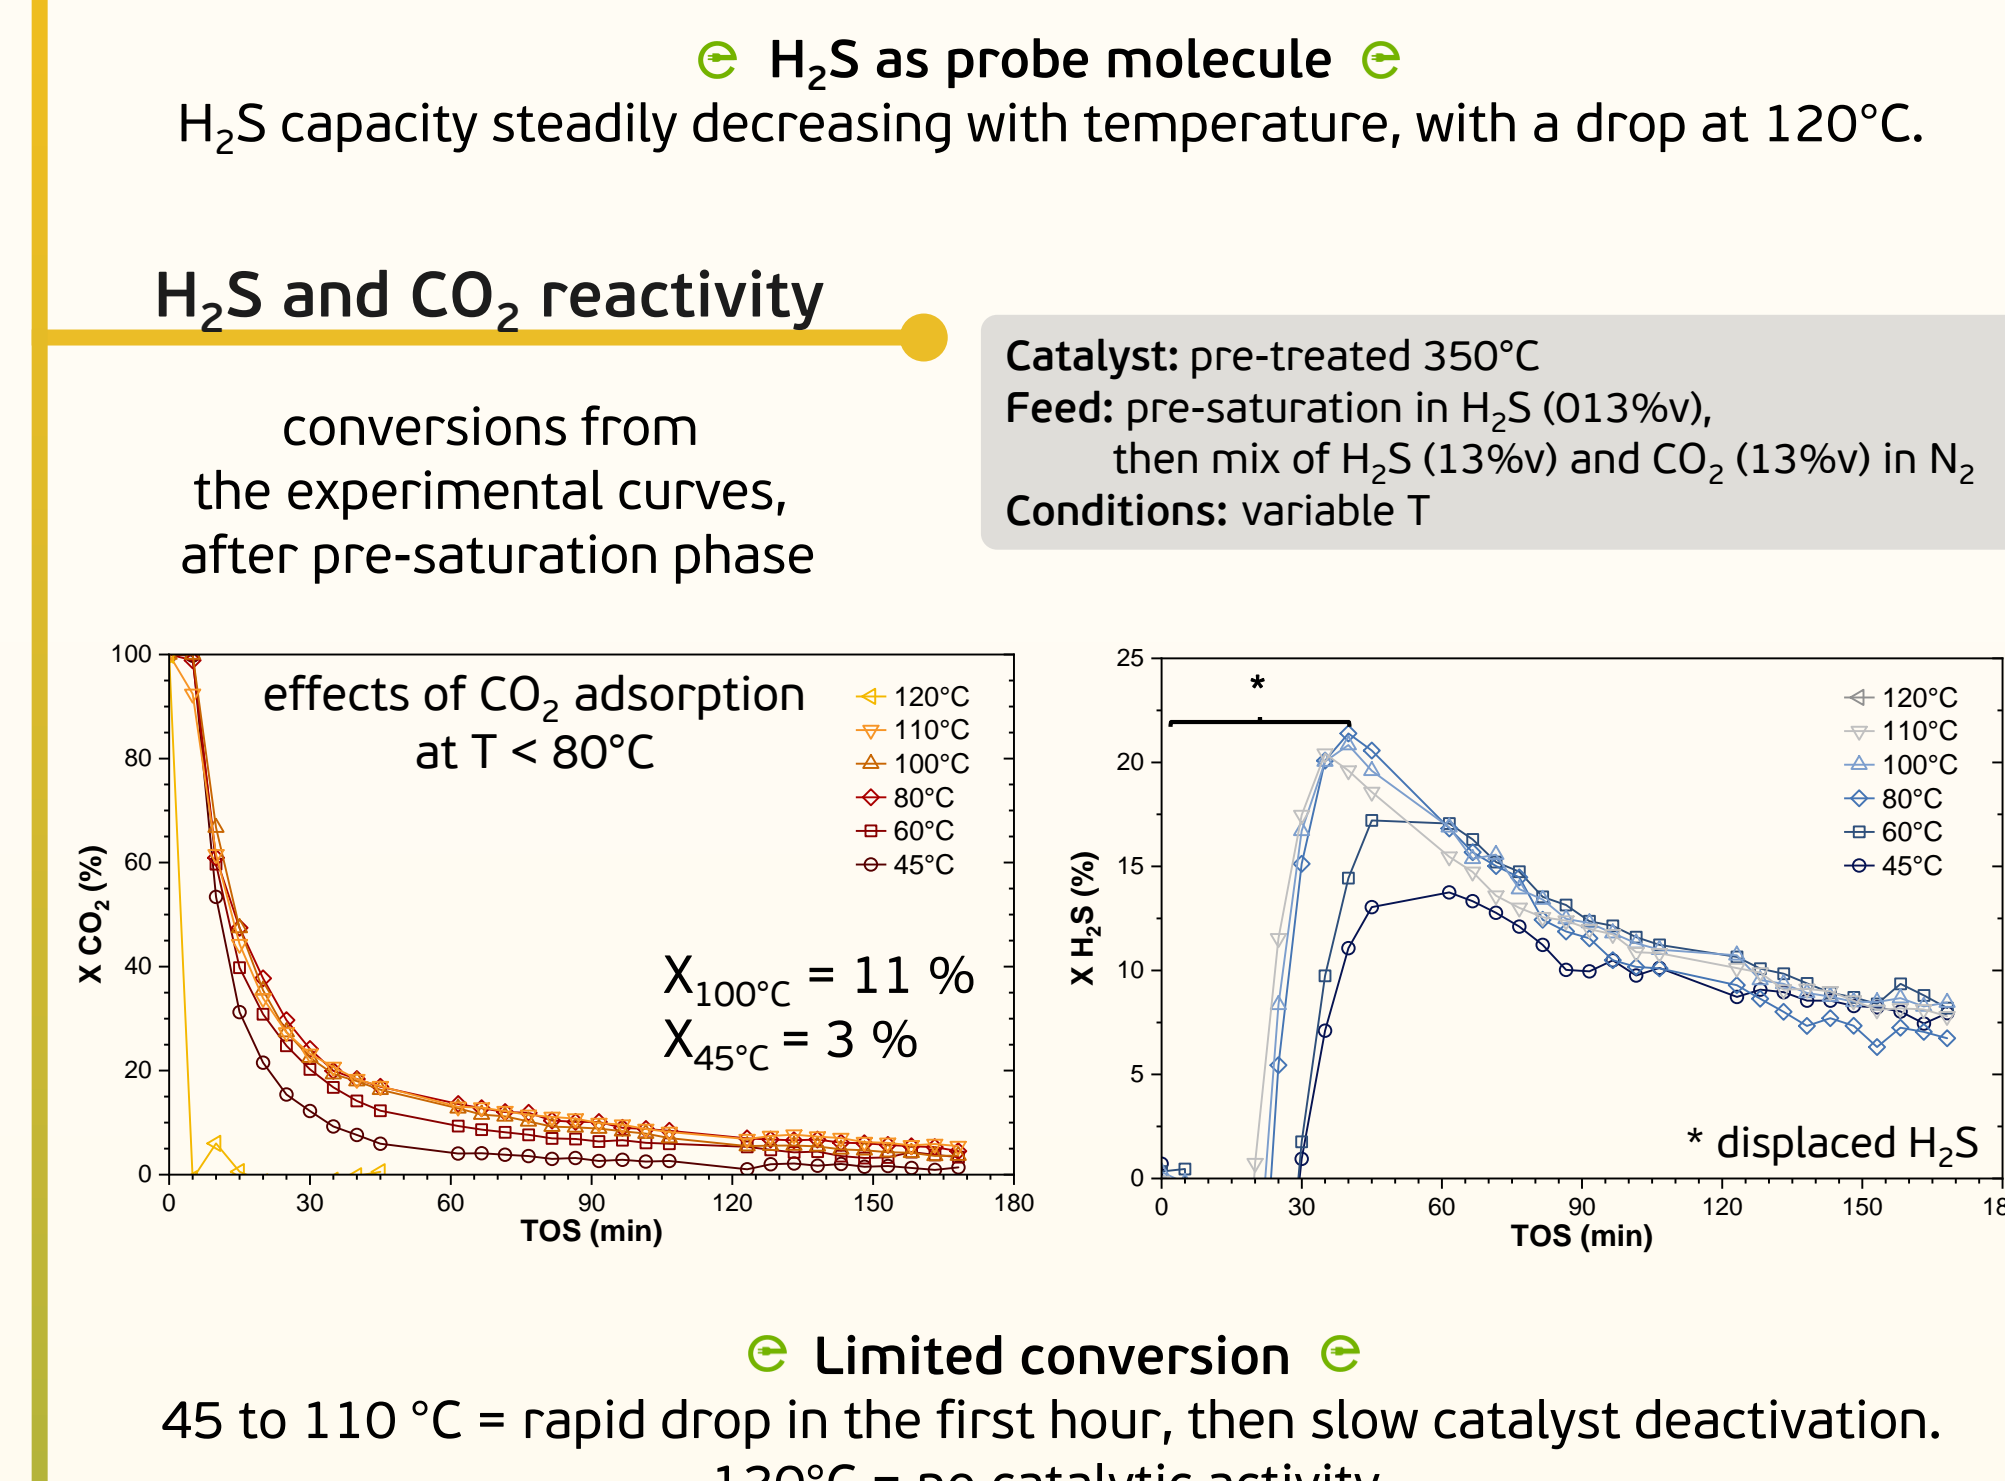 H₂S as probe molecule
H₂S capacity steadily decreasing with temperature, with a drop at 120°C.
H₂S and CO₂ reactivity
conversions from
the experimental curves,
after pre-saturation phase
Catalyst: pre-treated 350°C
Feed: pre-saturation in H₂S (013%v),
then mix of H₂S (13%v) and CO₂ (13%v) in N₂
Conditions: variable T
effects of CO₂ adsorption
at T < 80°C
120°C
110°C
100°C
80°C
60°C
45°C
X₁₀₀°C = 11 %
X₄₅°C = 3 %
X CO₂ (%)
100
80
60
40
20
0
0 30 60 90 120 150 180
TOS (min)
*
120°C
110°C
100°C
80°C
60°C
45°C
* displaced H₂S
X H₂S (%)
25
20
15
10
5
0
0 30 60 90 120 150 18
TOS (min)
Limited conversion
45 to 110 °C = rapid drop in the first hour, then slow catalyst deactivation.
120°C = no catalytic activity